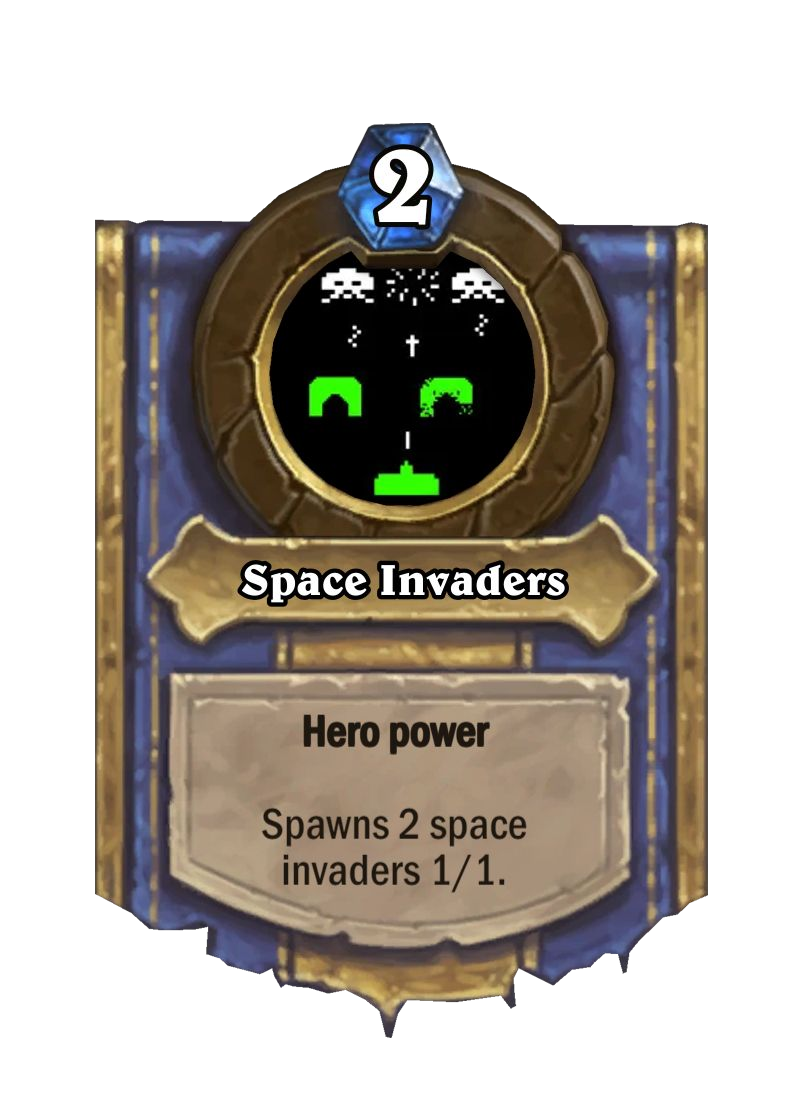 2
Space Invaders
Hero power
Spawns 2 space
invaders 1/1.